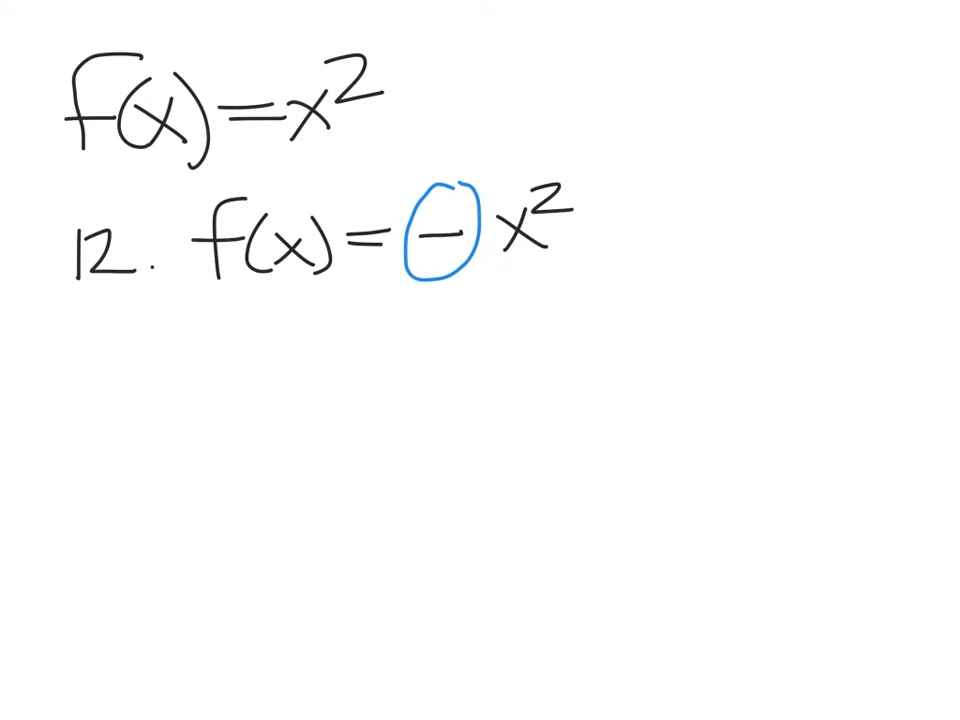 f(x)=x²
12. f(x)= - x²